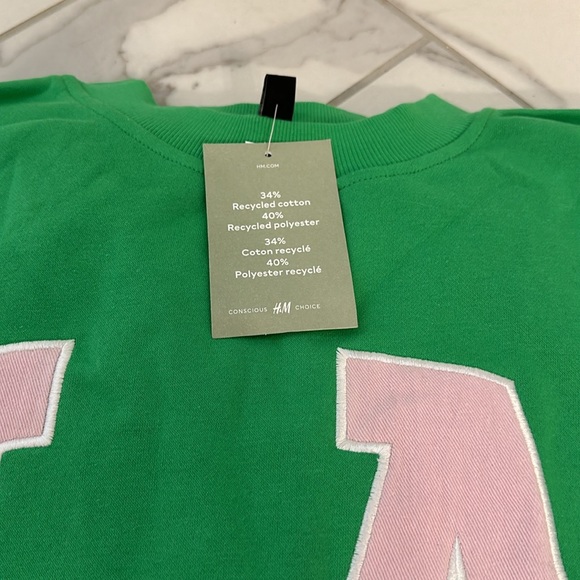 HM.COM
34%
Recycled cotton
40%
Recycled polyester
34%
Coton recyclé
40%
Polyester recyclé
CONSCIOUS H&M CHOICE
A